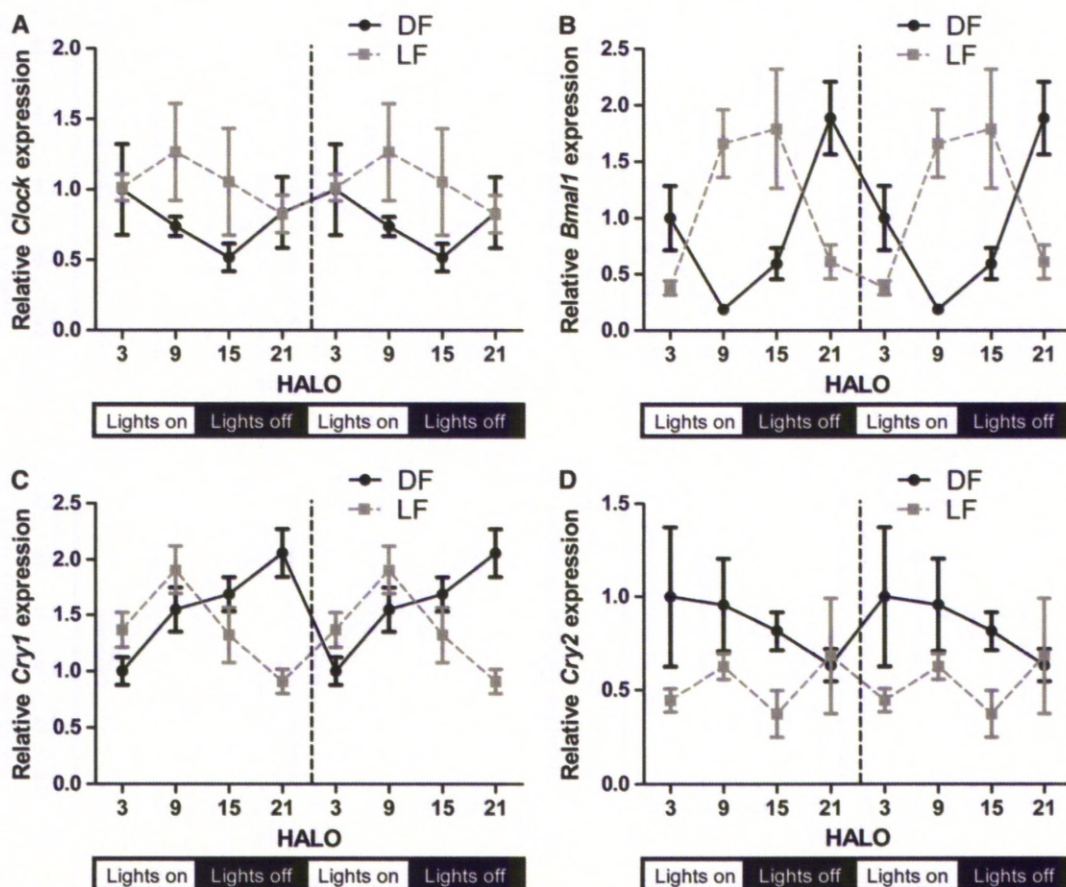 A
DF
LF
Relative Clock expression
2.0
1.5
1.0
0.5
0.0
3 9 15 21 3 9 15 21
HALO
Lights on Lights off Lights on Lights off
B
DF
LF
Relative Bmal1 expression
2.5
2.0
1.5
1.0
0.5
0.0
3 9 15 21 3 9 15 21
HALO
Lights on Lights off Lights on Lights off
C
DF
LF
Relative Cry1 expression
2.5
2.0
1.5
1.0
0.5
0.0
3 9 15 21 3 9 15 21
HALO
Lights on Lights off Lights on Lights off
D
DF
LF
Relative Cry2 expression
1.5
1.0
0.5
0.0
3 9 15 21 3 9 15 21
HALO
Lights on Lights off Lights on Lights off